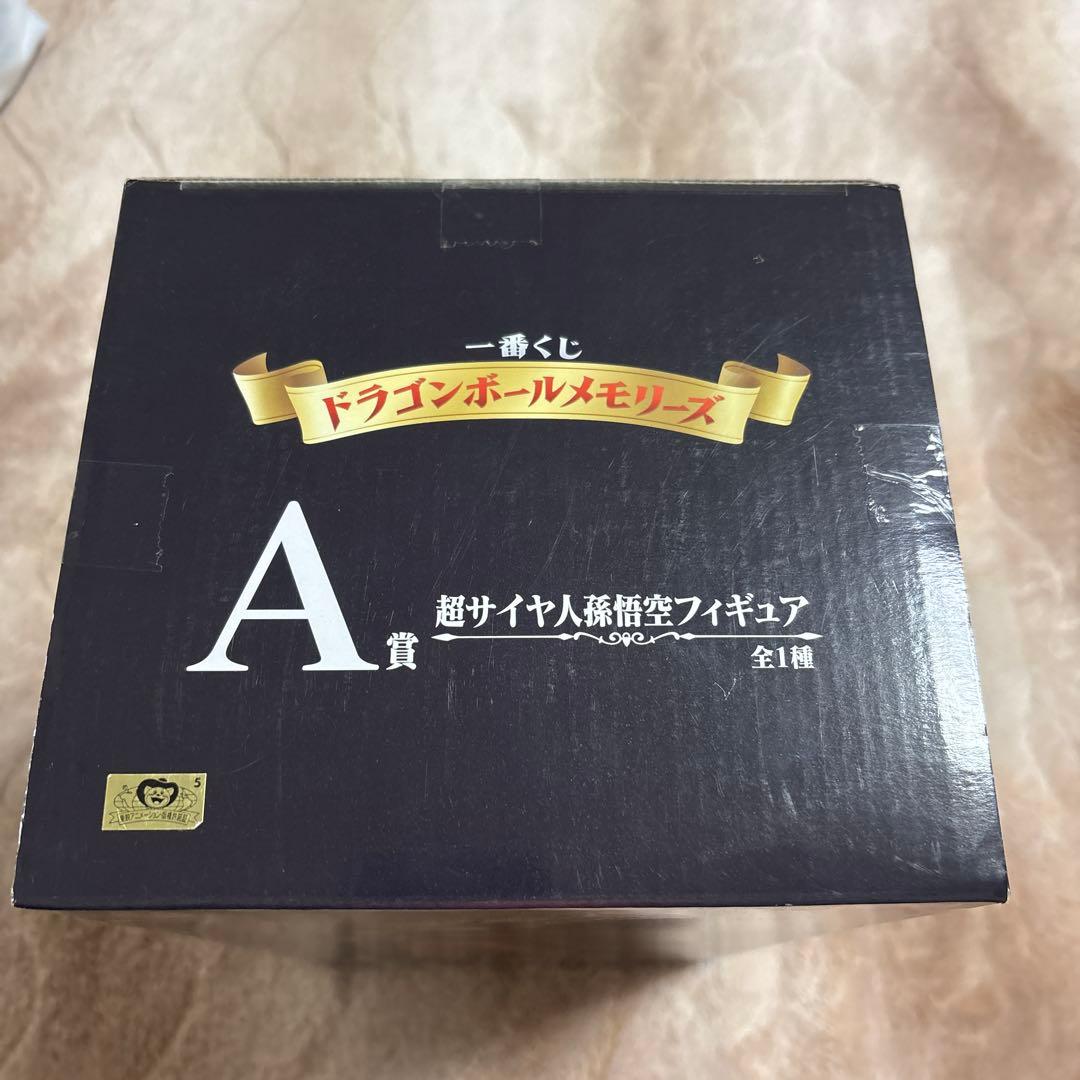 一番くじ
ドラゴンボールメモリーズ
A賞
超サイヤ人孫悟空フィギュア
全1種
5